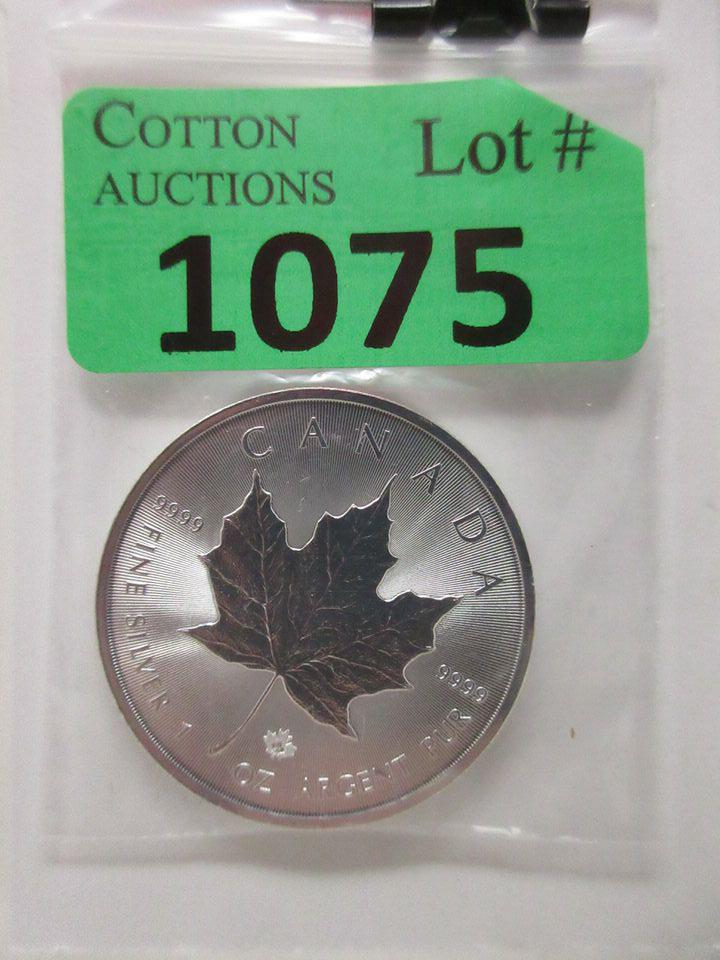 COTTON
AUCTIONS
Lot #
1075
CANADA
9999
FINE SILVER 1 OZ ARGENT PUR
9999